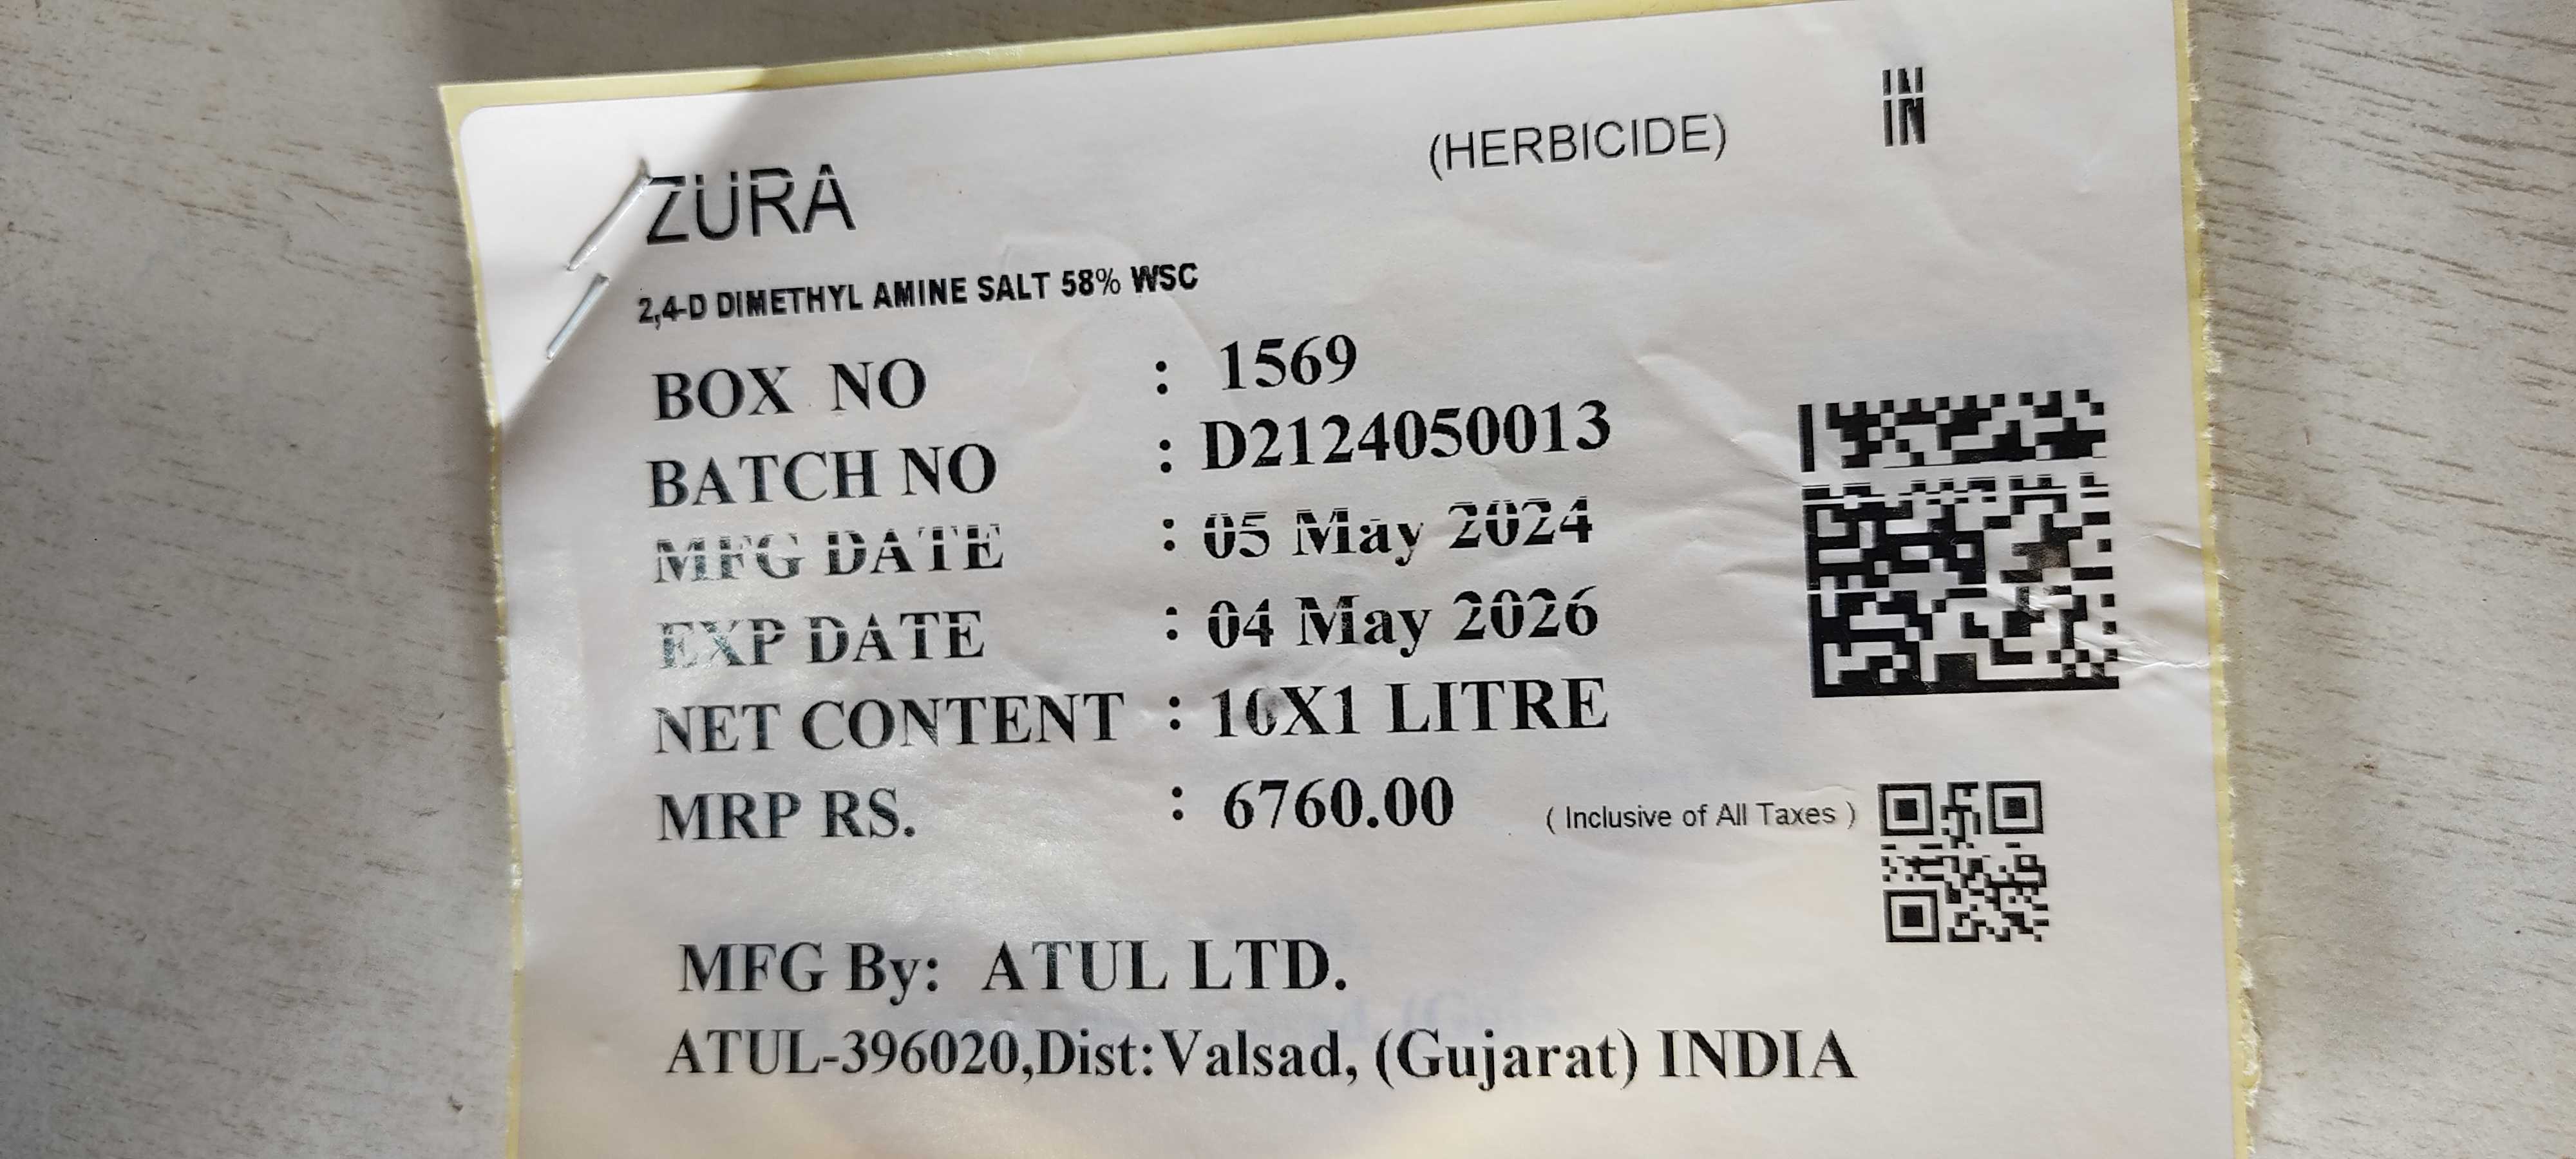 (HERBICIDE)
IN
ZURA
2,4-D DIMETHYL AMINE SALT 58% WSC
BOX NO : 1569
BATCH NO : D2124050013
MFG DATE : 05 May 2024
EXP DATE : 04 May 2026
NET CONTENT : 10X1 LITRE
MRP RS. : 6760.00 ( Inclusive of All Taxes )
MFG By: ATUL LTD.
ATUL-396020,Dist:Valsad, (Gujarat) INDIA